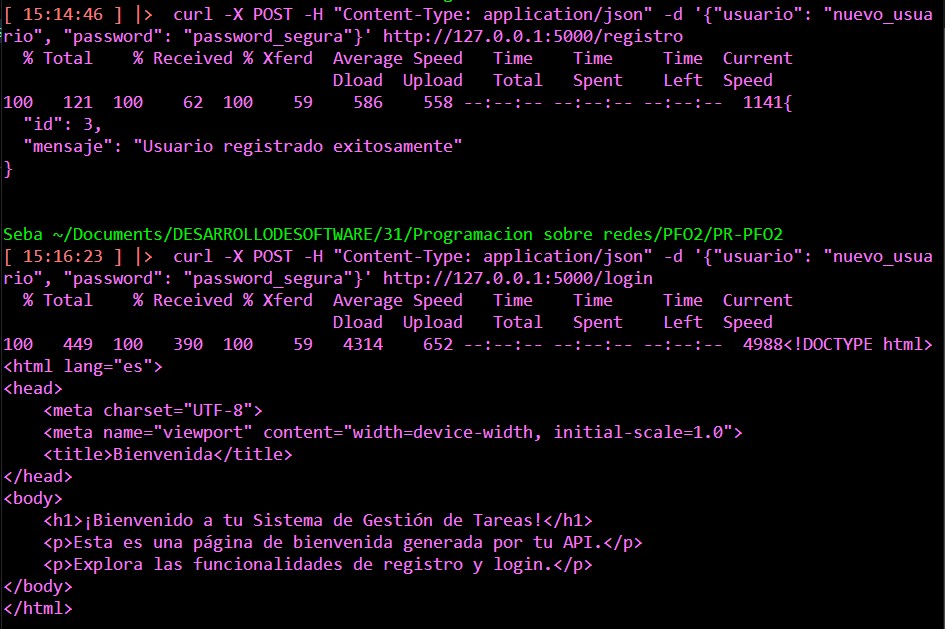 [ 15:14:46 ] |>  curl -X POST -H "Content-Type: application/json" -d '{"usuario": "nuevo_usua
rio", "password": "password_segura"}' http://127.0.0.1:5000/registro
  % Total    % Received % Xferd  Average Speed   Time    Time     Time  Current
                                 Dload  Upload   Total   Spent    Left  Speed
100   121  100    62  100    59    586    558 --:--:-- --:--:-- --:--:--  1141{
  "id": 3,
  "mensaje": "Usuario registrado exitosamente"
}
Seba ~/Documents/DESARROLLODESOFTWARE/31/Programacion sobre redes/PFO2/PR-PFO2
[ 15:16:23 ] |>  curl -X POST -H "Content-Type: application/json" -d '{"usuario": "nuevo_usua
rio", "password": "password_segura"}' http://127.0.0.1:5000/login
  % Total    % Received % Xferd  Average Speed   Time    Time     Time  Current
                                 Dload  Upload   Total   Spent    Left  Speed
100   449  100   390  100    59   4314    652 --:--:-- --:--:-- --:--:--  4988<!DOCTYPE html>
<html lang="es">
<head>
    <meta charset="UTF-8">
    <meta name="viewport" content="width=device-width, initial-scale=1.0">
    <title>Bienvenida</title>
</head>
<body>
    <h1>¡Bienvenido a tu Sistema de Gestión de Tareas!</h1>
    <p>Esta es una página de bienvenida generada por tu API.</p>
    <p>Explora las funcionalidades de registro y login.</p>
</body>
</html>